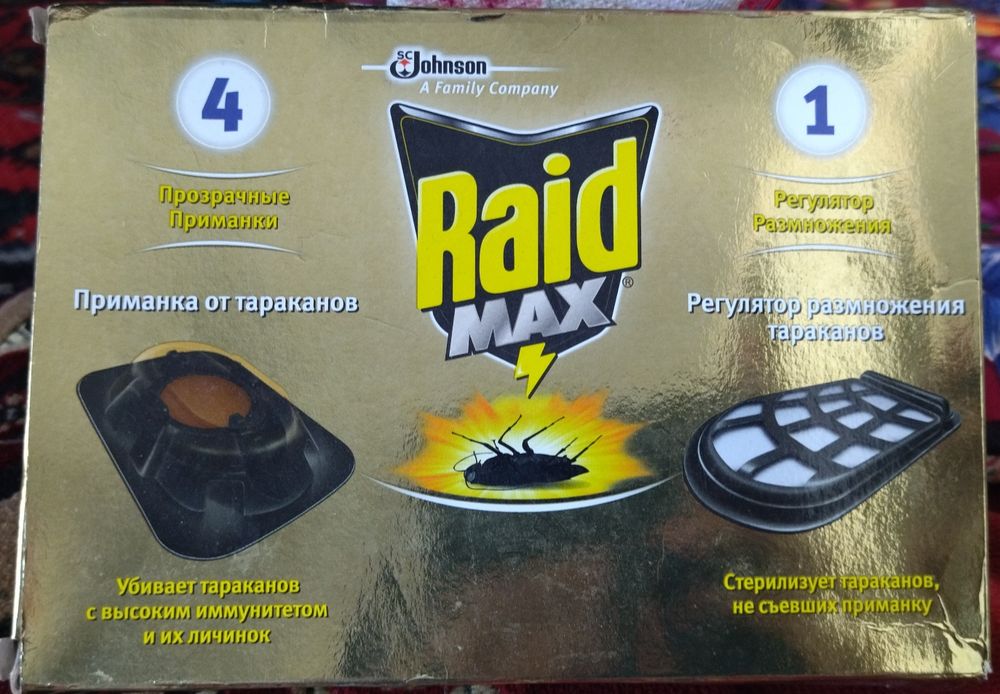 SC Johnson
A Family Company
Raid
MAX®
4
Прозрачные
Приманки
Приманка от тараканов
Убивает тараканов
с высоким иммунитетом
и их личинок
1
Регулятор
Размножения
Регулятор размножения
тараканов
Стерилизует тараканов,
не съевших приманку